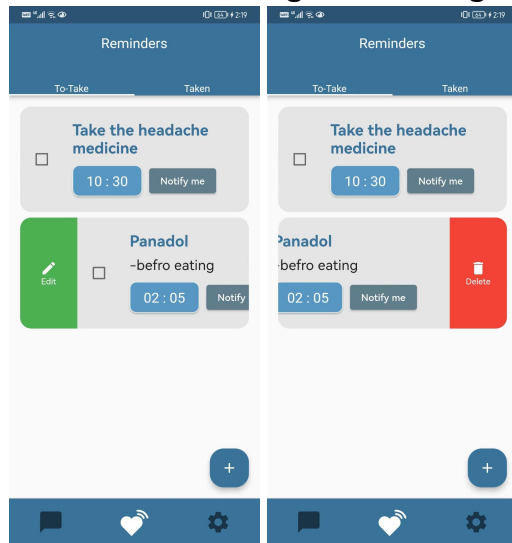 2:19
Reminders
To-Take Taken
Take the headache
medicine
10 : 30 Notify me
Edit
Panadol
-befro eating
02 : 05 Notify
+
2:19
Reminders
To-Take Taken
Take the headache
medicine
10 : 30 Notify me
Panadol
-befro eating
02 : 05 Notify me
Delete
+